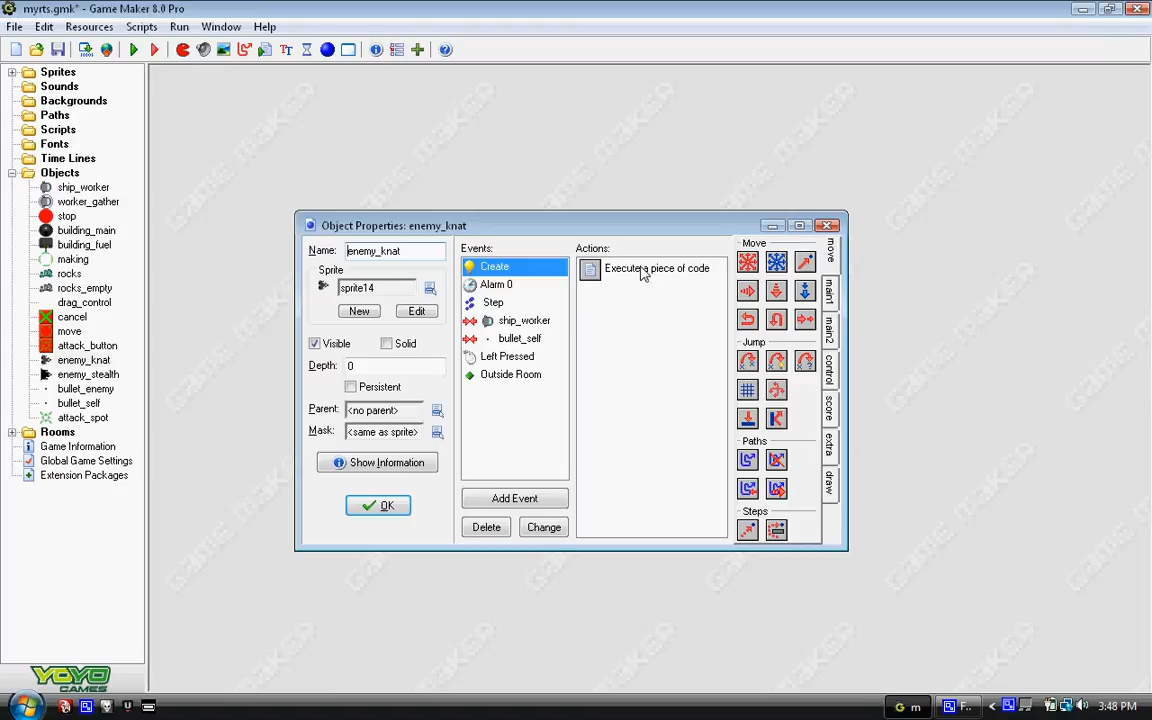 myrts.gmk* - Game Maker 8.0 Pro
File Edit Resources Scripts Run Window Help
Sprites
Sounds
Backgrounds
Paths
Scripts
Fonts
Time Lines
Objects
ship_worker
worker_gather
stop
building_main
building_fuel
making
rocks
rocks_empty
drag_control
cancel
move
attack_button
enemy_knat
enemy_stealth
bullet_enemy
bullet_self
attack_spot
Rooms
Game Information
Global Game Settings
Extension Packages
YOYO
GAMES
Object Properties: enemy_knat
Name: enemy_knat
Sprite
sprite14
New Edit
Visible Solid
Depth: 0
Persistent
Parent: <no parent>
Mask: <same as sprite>
Show Information
OK
Events:
Create
Alarm 0
Step
ship_worker
bullet_self
Left Pressed
Outside Room
Add Event
Delete Change
Actions:
Execute a piece of code
Move
Jump
Paths
Steps
move
main1
main2
control
score
extra
draw
m
F..
3:48 PM